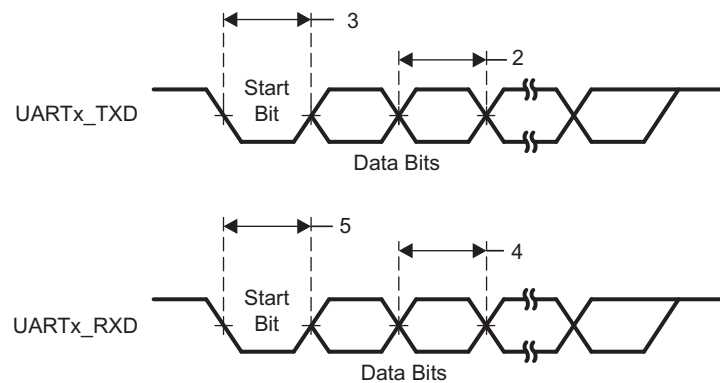 3
2
Start
Bit
UARTx_TXD
Data Bits
5
4
Start
Bit
UARTx_RXD
Data Bits